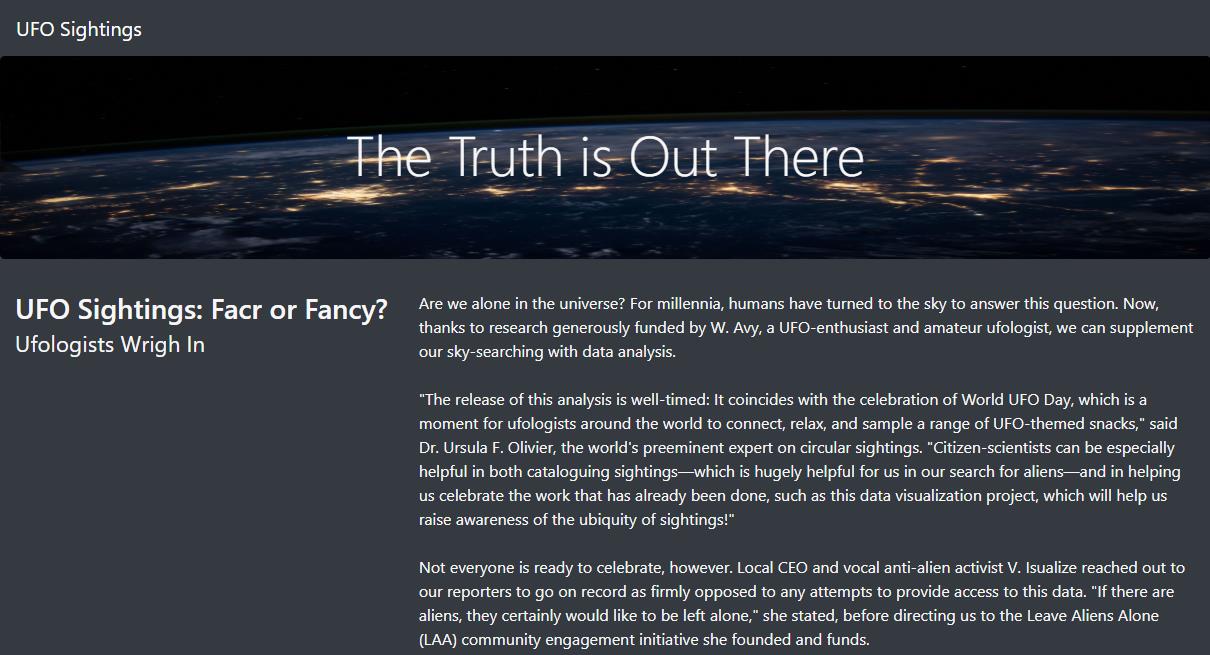 UFO Sightings
The Truth is Out There
UFO Sightings: Facr or Fancy?
Ufologists Wrigh In
Are we alone in the universe? For millennia, humans have turned to the sky to answer this question. Now,
thanks to research generously funded by W. Avy, a UFO-enthusiast and amateur ufologist, we can supplement
our sky-searching with data analysis.
"The release of this analysis is well-timed: It coincides with the celebration of World UFO Day, which is a
moment for ufologists around the world to connect, relax, and sample a range of UFO-themed snacks," said
Dr. Ursula F. Olivier, the world's preeminent expert on circular sightings. "Citizen-scientists can be especially
helpful in both cataloguing sightings—which is hugely helpful for us in our search for aliens—and in helping
us celebrate the work that has already been done, such as this data visualization project, which will help us
raise awareness of the ubiquity of sightings!"
Not everyone is ready to celebrate, however. Local CEO and vocal anti-alien activist V. Isualize reached out to
our reporters to go on record as firmly opposed to any attempts to provide access to this data. "If there are
aliens, they certainly would like to be left alone," she stated, before directing us to the Leave Aliens Alone
(LAA) community engagement initiative she founded and funds.